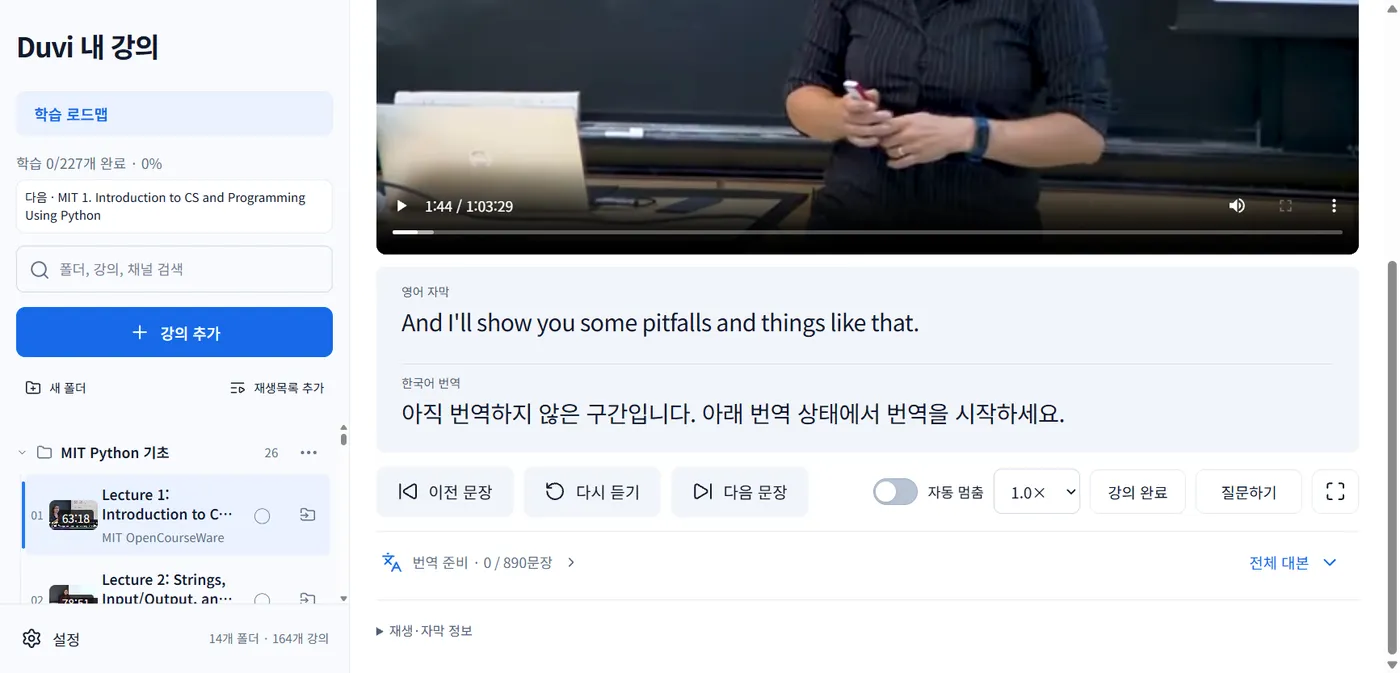 Duvi 내 강의
학습 로드맵
학습 0/227개 완료 · 0%
다음 · MIT 1. Introduction to CS and Programming
Using Python
폴더, 강의, 채널 검색
강의 추가
새 폴더
재생목록 추가
MIT Python 기초
26
01
63:18
Lecture 1:
Introduction to C…
MIT OpenCourseWare
02
Lecture 2: Strings,
Input/Output, an…
설정
14개 폴더 · 164개 강의
1:44 / 1:03:29
영어 자막
And I'll show you some pitfalls and things like that.
한국어 번역
아직 번역하지 않은 구간입니다. 아래 번역 상태에서 번역을 시작하세요.
이전 문장
다시 듣기
다음 문장
자동 멈춤
1.0×
강의 완료
질문하기
번역 준비 · 0 / 890문장
전체 대본
재생·자막 정보